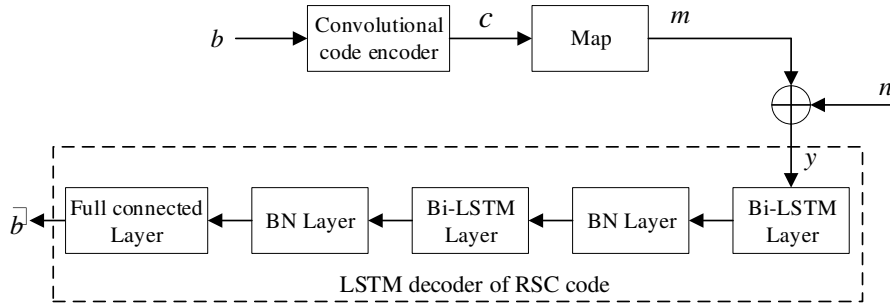 b
Convolutional
code encoder
c
Map
m
n
y
Full connected
Layer
BN Layer
Bi-LSTM
Layer
BN Layer
Bi-LSTM
Layer
b
LSTM decoder of RSC code